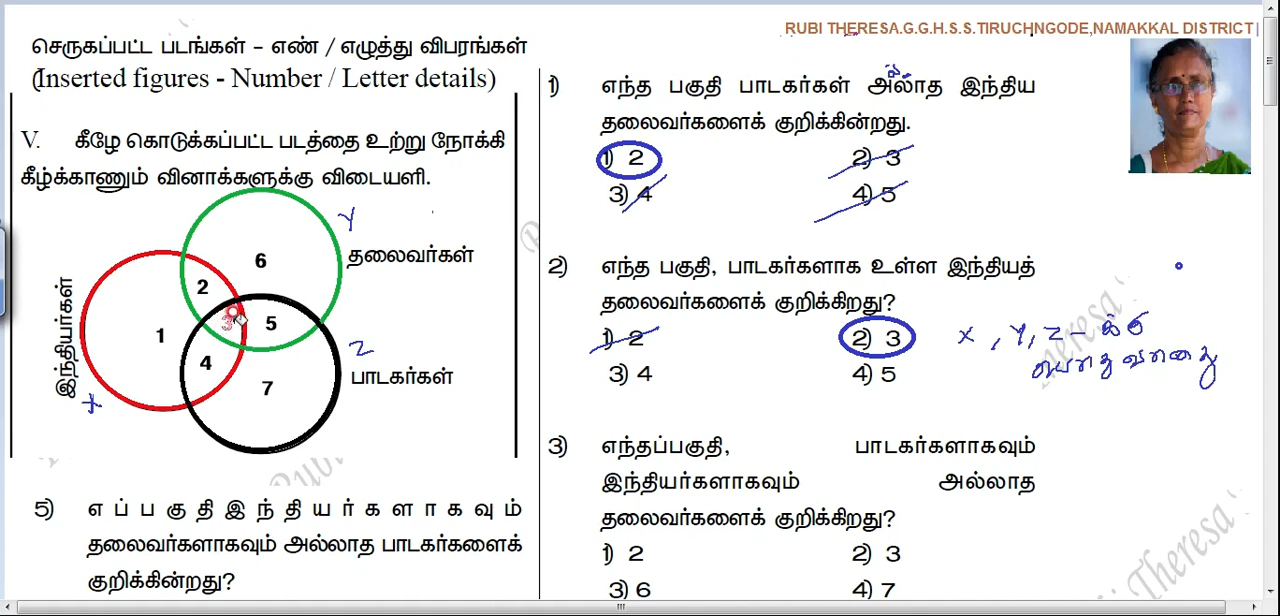 RUBI THERESA.G.G.H.S.S.TIRUCHNGODE,NAMAKKAL DISTRICT
செருகப்பட்ட படங்கள் – எண் / எழுத்து விபரங்கள்
(Inserted figures - Number / Letter details)
V. கீழே கொடுக்கப்பட்ட படத்தை உற்று நோக்கி
கீழ்க்காணும் வினாக்களுக்கு விடையளி.
Y
தலைவர்கள்
6
2
இந்தியர்கள்
1
3
5
Z
4
பாடகர்கள்
7
X
5) எப்பகுதி இந்தியர்களாகவும்
தலைவர்களாகவும் அல்லாத பாடகர்களைக்
குறிக்கின்றது?
1) எந்த பகுதி பாடகர்கள் அல்லாத இந்திய
தலைவர்களைக் குறிக்கின்றது.
1) 2 2) 3
3) 4 4) 5
2) எந்த பகுதி, பாடகர்களாக உள்ள இந்தியத்
தலைவர்களைக் குறிக்கிறது?
1) 2 2) 3
3) 4 4) 5
X, Y, Z - க்கு
பொதுவானது
3) எந்தப்பகுதி, பாடகர்களாகவும்
இந்தியர்களாகவும் அல்லாத
தலைவர்களைக் குறிக்கிறது?
1) 2 2) 3
3) 6 4) 7
Theresa
Theresa